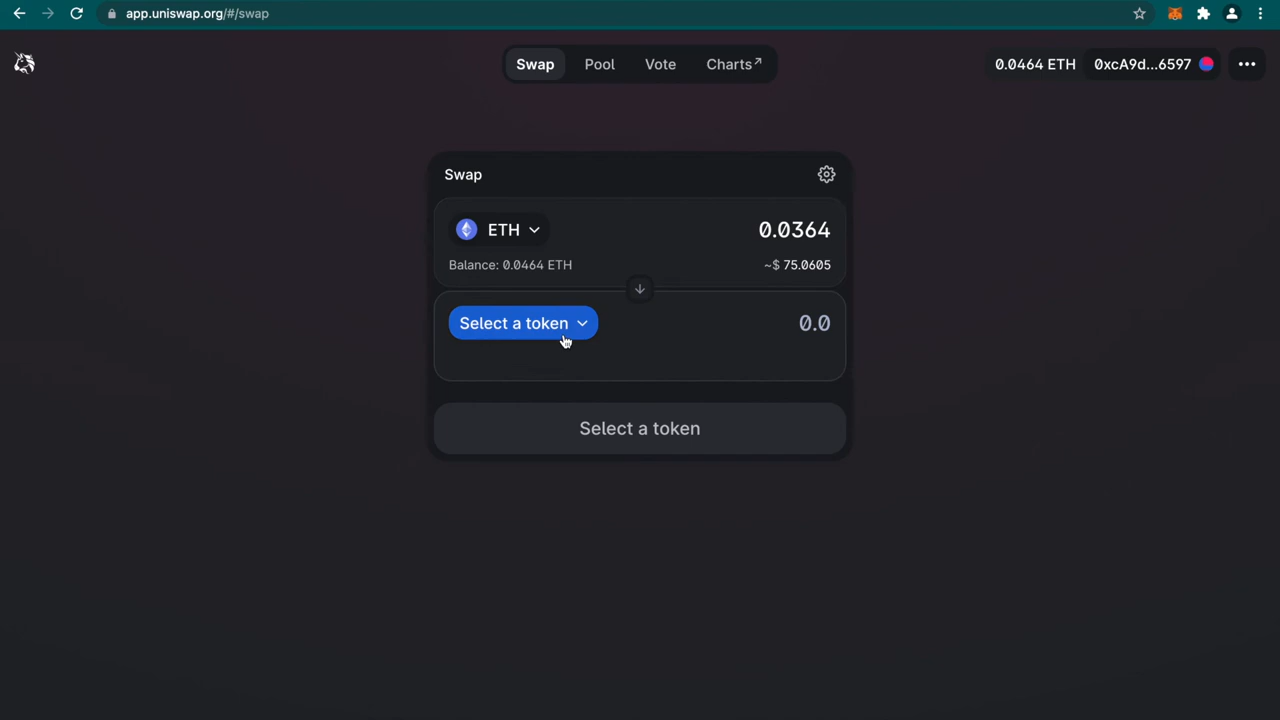 app.uniswap.org/#/swap
Swap Pool Vote Charts↗ 0.0464 ETH 0xcA9d...6597 •••
Swap
ETH 0.0364
Balance: 0.0464 ETH ~$ 75.0605
Select a token 0.0
Select a token